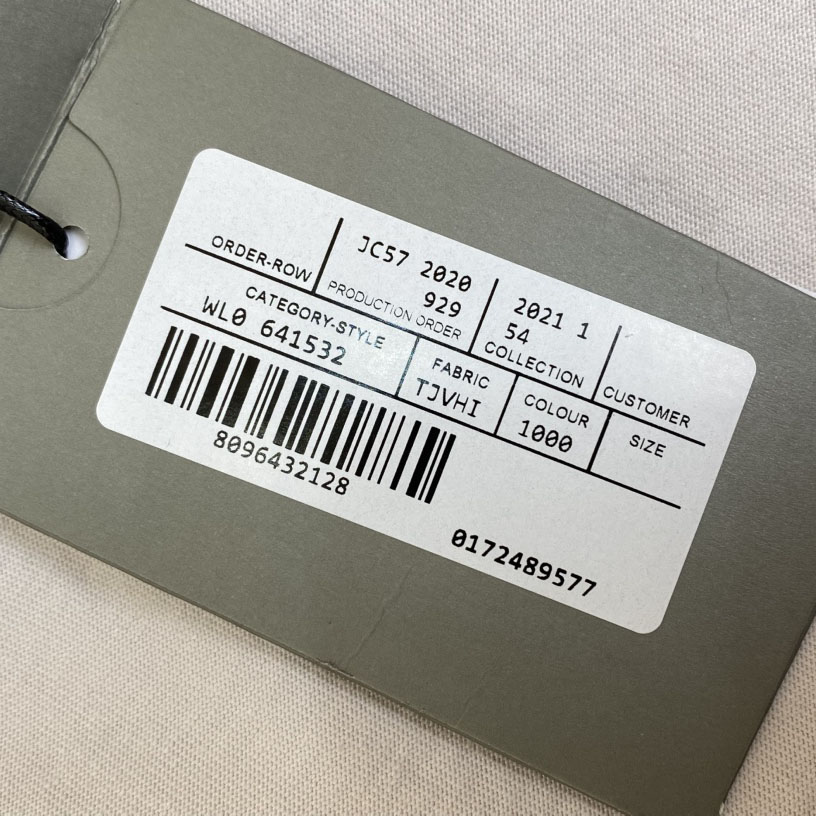 JC57 2020 2021 1
929 54
ORDER-ROW PRODUCTION ORDER COLLECTION CUSTOMER
CATEGORY-STYLE FABRIC COLOUR SIZE
WL0 641532 TJVHI 1000
8096432128
0172489577